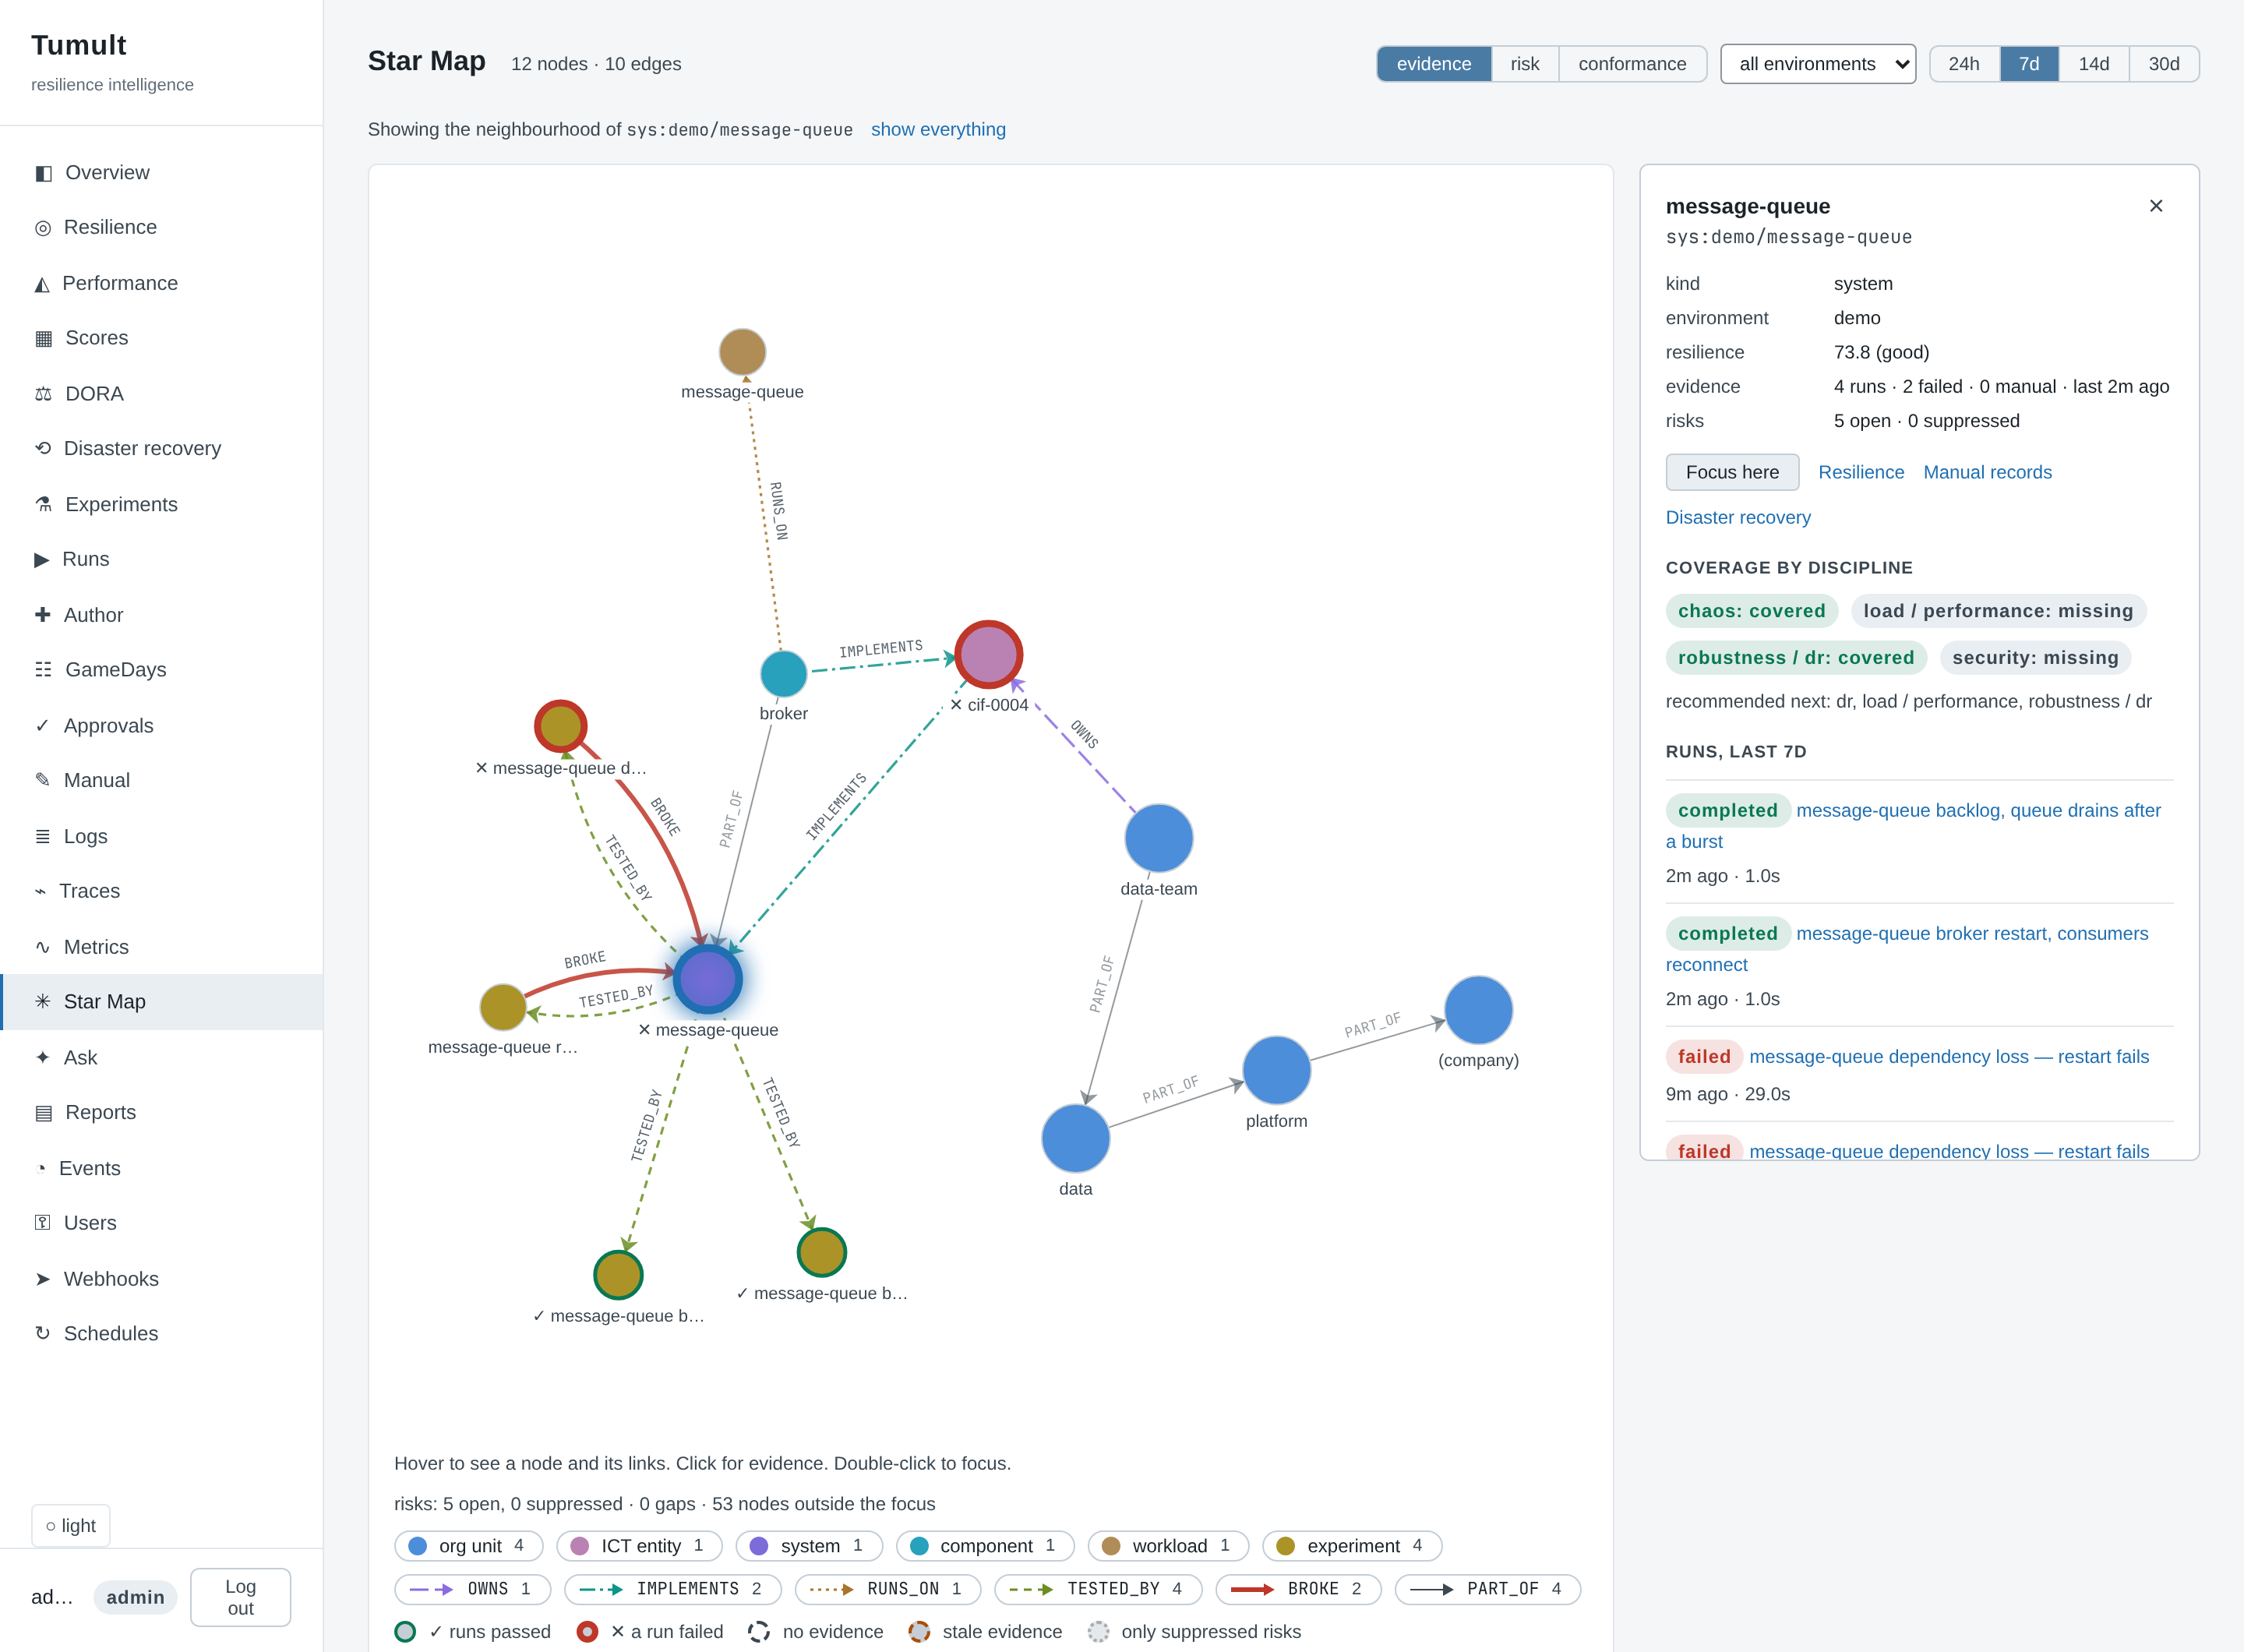 Tumult
resilience intelligence
Overview
Resilience
Performance
Scores
DORA
Disaster recovery
Experiments
Runs
Author
GameDays
Approvals
Manual
Logs
Traces
Metrics
Star Map
Ask
Reports
Events
Users
Webhooks
Schedules
○ light
ad… admin Log out
Star Map 12 nodes · 10 edges
evidence risk conformance all environments 24h 7d 14d 30d
Showing the neighbourhood of sys:demo/message-queue show everything
message-queue
RUNS_ON
IMPLEMENTS
broker
✕ cif-0004
OWNS
✕ message-queue d…
BROKE
PART_OF
IMPLEMENTS
TESTED_BY
data-team
BROKE
TESTED_BY
PART_OF
✕ message-queue
message-queue r…
PART_OF
(company)
TESTED_BY
TESTED_BY
PART_OF
platform
data
✓ message-queue b…
✓ message-queue b…
Hover to see a node and its links. Click for evidence. Double-click to focus.
risks: 5 open, 0 suppressed · 0 gaps · 53 nodes outside the focus
org unit 4 ICT entity 1 system 1 component 1 workload 1 experiment 4
OWNS 1 IMPLEMENTS 2 RUNS_ON 1 TESTED_BY 4 BROKE 2 PART_OF 4
✓ runs passed ✕ a run failed no evidence stale evidence only suppressed risks
message-queue ✕
sys:demo/message-queue
kind system
environment demo
resilience 73.8 (good)
evidence 4 runs · 2 failed · 0 manual · last 2m ago
risks 5 open · 0 suppressed
Focus here Resilience Manual records
Disaster recovery
COVERAGE BY DISCIPLINE
chaos: covered load / performance: missing
robustness / dr: covered security: missing
recommended next: dr, load / performance, robustness / dr
RUNS, LAST 7D
completed message-queue backlog, queue drains after
a burst
2m ago · 1.0s
completed message-queue broker restart, consumers
reconnect
2m ago · 1.0s
failed message-queue dependency loss — restart fails
9m ago · 29.0s
failed message-queue dependency loss — restart fails